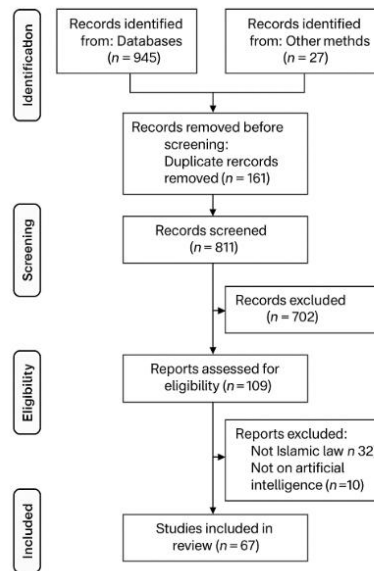 Identification
Records identified
from: Databases
(n = 945)
Records identified
from: Other methds
(n = 27)
Records removed before
screening:
Duplicate rercords
removed (n = 161)
Screening
Records screened
(n = 811)
Records excluded
(n = 702)
Eligibility
Reports assessed for
eligibility (n = 109)
Reports excluded:
Not Islamic law n 32
Not on artificial
intelligence (n=10)
Included
Studies included in
review (n = 67)